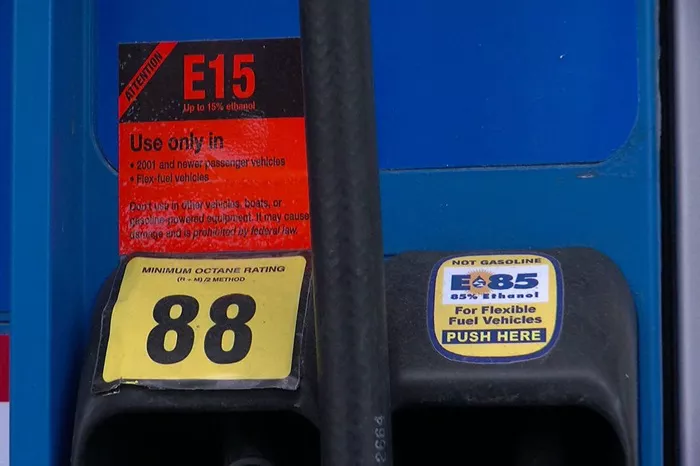 ATTENTION
E15
Up to 15% ethanol
Use only in
• 2001 and newer passenger vehicles
• Flex-fuel vehicles
Don't use in other vehicles, boats, or
gasoline-powered equipment. It may cause
damage and is prohibited by federal law.
MINIMUM OCTANE RATING
(R + M)/2 METHOD
88
NOT GASOLINE
E85
85% Ethanol
For Flexible
Fuel Vehicles
PUSH HERE